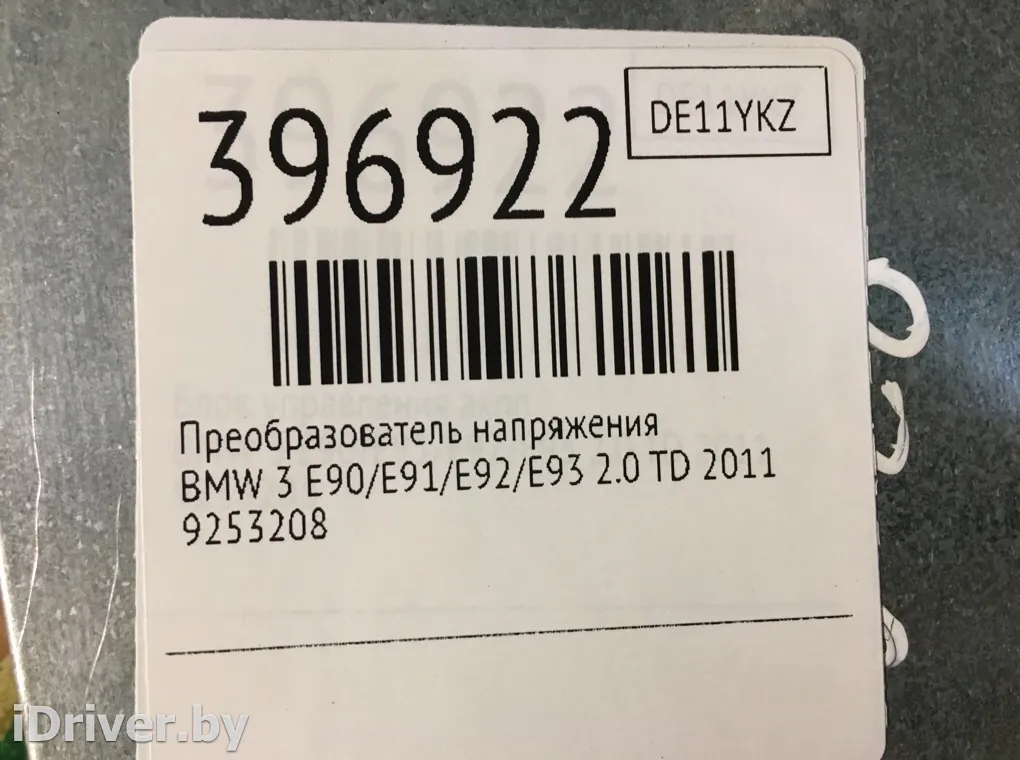 396922
DE11YKZ
Преобразователь напряжения
BMW 3 E90/E91/E92/E93 2.0 TD 2011
9253208
iDriver.by